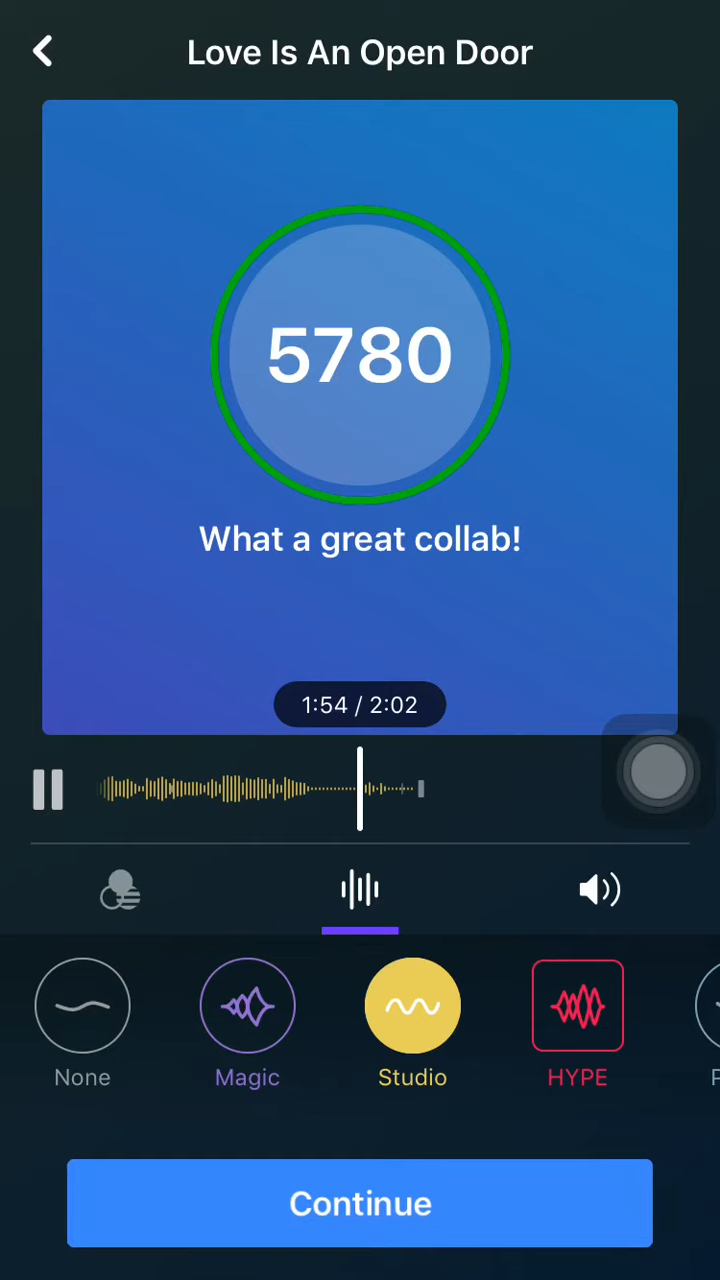 Love Is An Open Door
5780
What a great collab!
1:54 / 2:02
None
Magic
Studio
HYPE
Continue